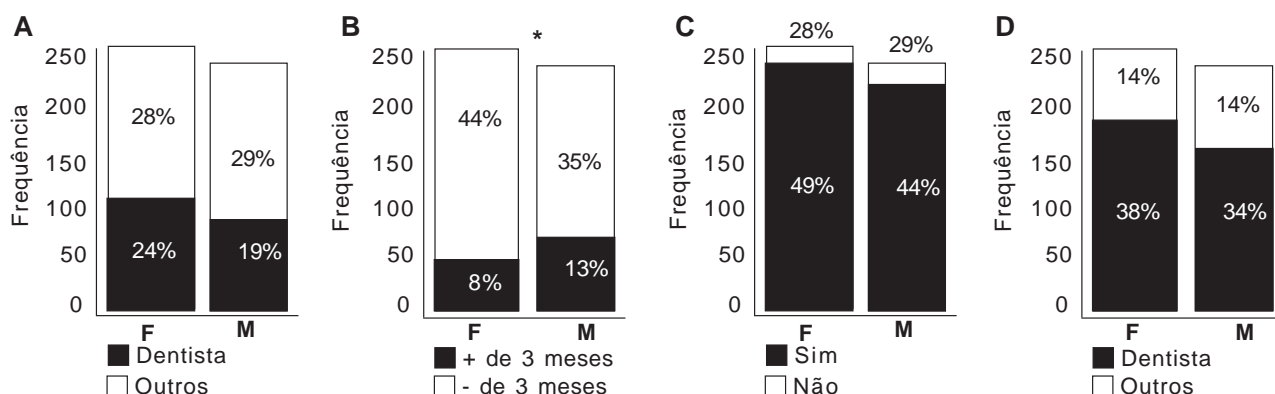 A
Frequência
250
200
150
100
50
0
28%
29%
24%
19%
F
M
Dentista
Outros
B
*
Frequência
250
200
150
100
50
0
44%
35%
8%
13%
F
M
+ de 3 meses
- de 3 meses
C
28%
29%
Frequência
250
200
150
100
50
0
49%
44%
F
M
Sim
Não
D
Frequência
250
200
150
100
50
0
14%
14%
38%
34%
F
M
Dentista
Outros